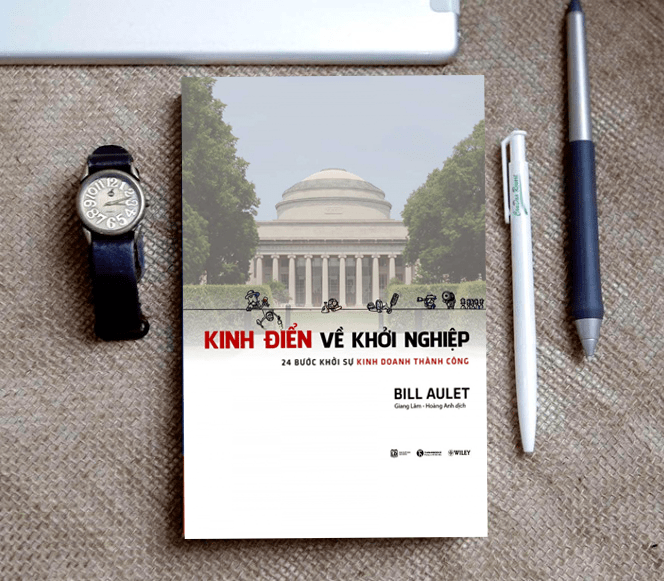 KINH ĐIỂN VỀ KHỞI NGHIỆP
24 BƯỚC KHỞI SỰ KINH DOANH THÀNH CÔNG
BILL AULET
Giang Lâm - Hoàng Anh dịch
WILEY